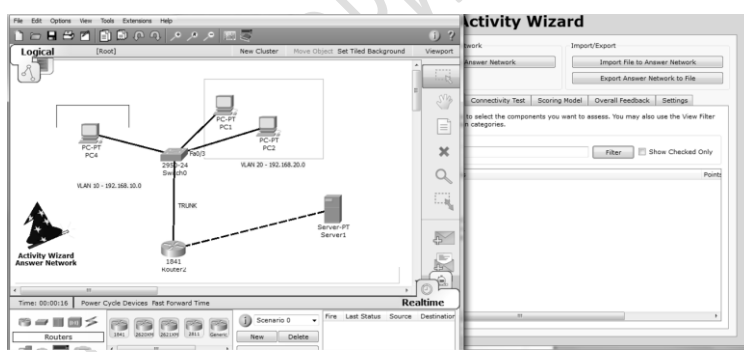 Activity Wizard
File Edit Options View Tools Extensions Help
Logical
[Root]
New Cluster
Move Object
Set Tiled Background
Viewport
PC-PT
PC1
PC-PT
PC4
PC-PT
PC2
Fa0/3
2950-24
Switch0
VLAN 20 - 192.168.20.0
VLAN 10 - 192.168.10.0
TRUNK
Server-PT
Server1
1841
Router2
Activity Wizard
Answer Network
Time: 00:00:16
Power Cycle Devices
Fast Forward Time
Realtime
Routers
1841
2620XM
2621XM
2811
Generic
Scenario 0
New
Delete
Fire
Last Status
Source
Destination
twork
Import/Export
Answer Network
Import File to Answer Network
Export Answer Network to File
Connectivity Test
Scoring Model
Overall Feedback
Settings
to select the components you want to assess. You may also use the View Filter
n categories.
Filter
Show Checked Only
Points